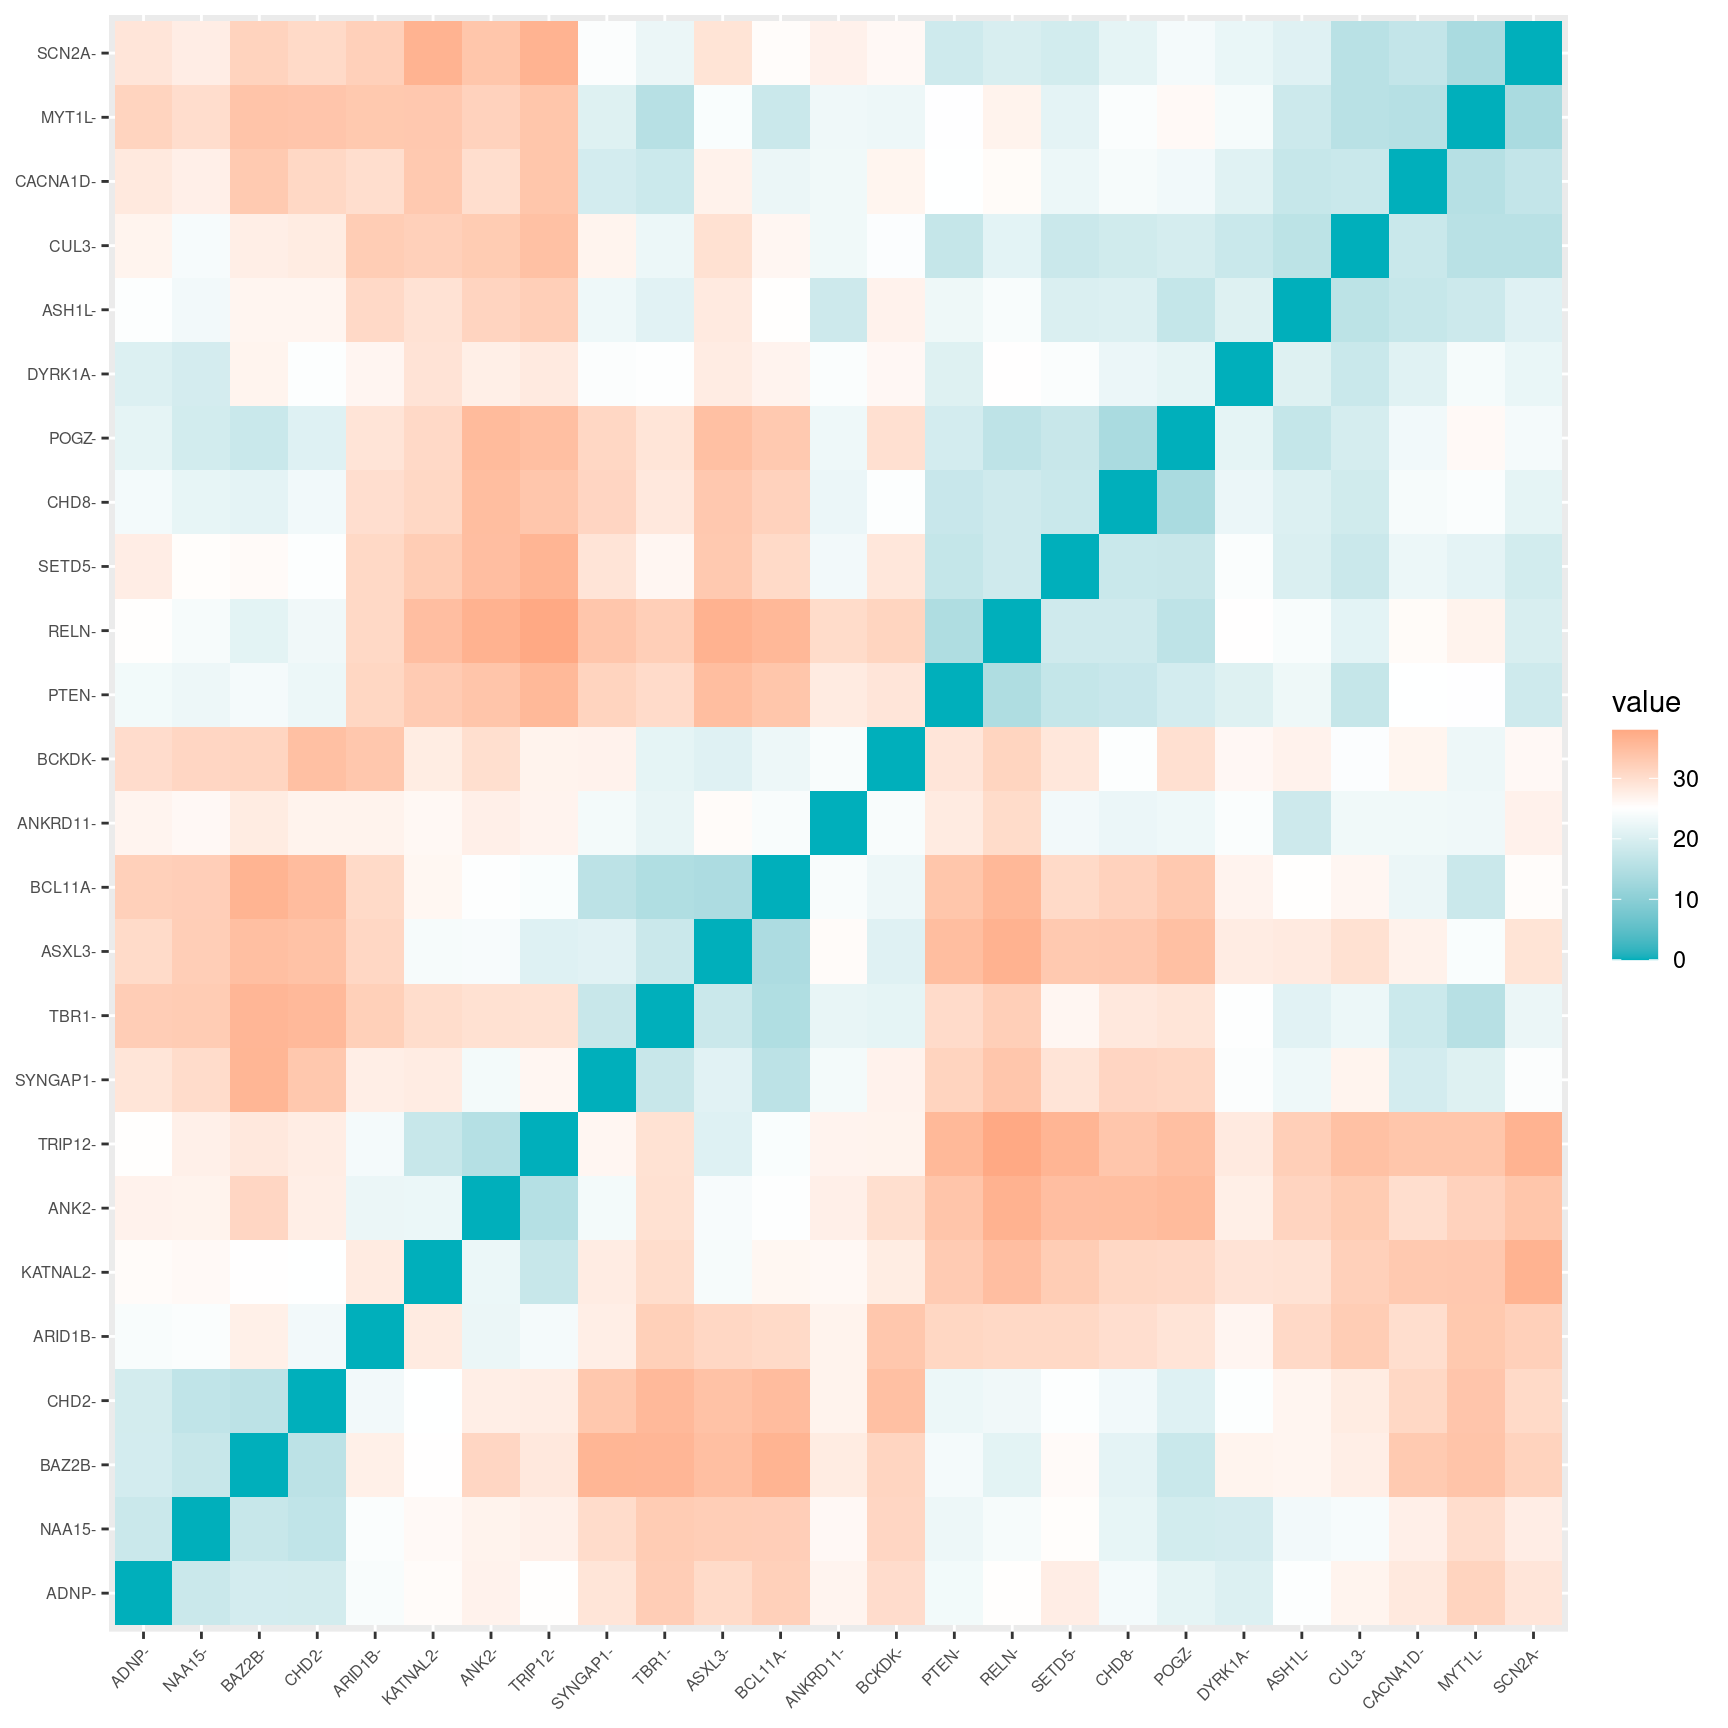 SCN2A-
MYT1L-
CACNA1D-
CUL3-
ASH1L-
DYRK1A-
POGZ-
CHD8-
SETD5-
RELN-
PTEN-
BCKDK-
ANKRD11-
BCL11A-
ASXL3-
TBR1-
SYNGAP1-
TRIP12-
ANK2-
KATNAL2-
ARID1B-
CHD2-
BAZ2B-
NAA15-
ADNP-
ADNP-
NAA15-
BAZ2B-
CHD2-
ARID1B-
KATNAL2-
ANK2-
TRIP12-
SYNGAP1-
TBR1-
ASXL3-
BCL11A-
ANKRD11-
BCKDK-
PTEN-
RELN-
SETD5-
CHD8-
POGZ-
DYRK1A-
ASH1L-
CUL3-
CACNA1D-
MYT1L-
SCN2A-
value
30
20
10
0